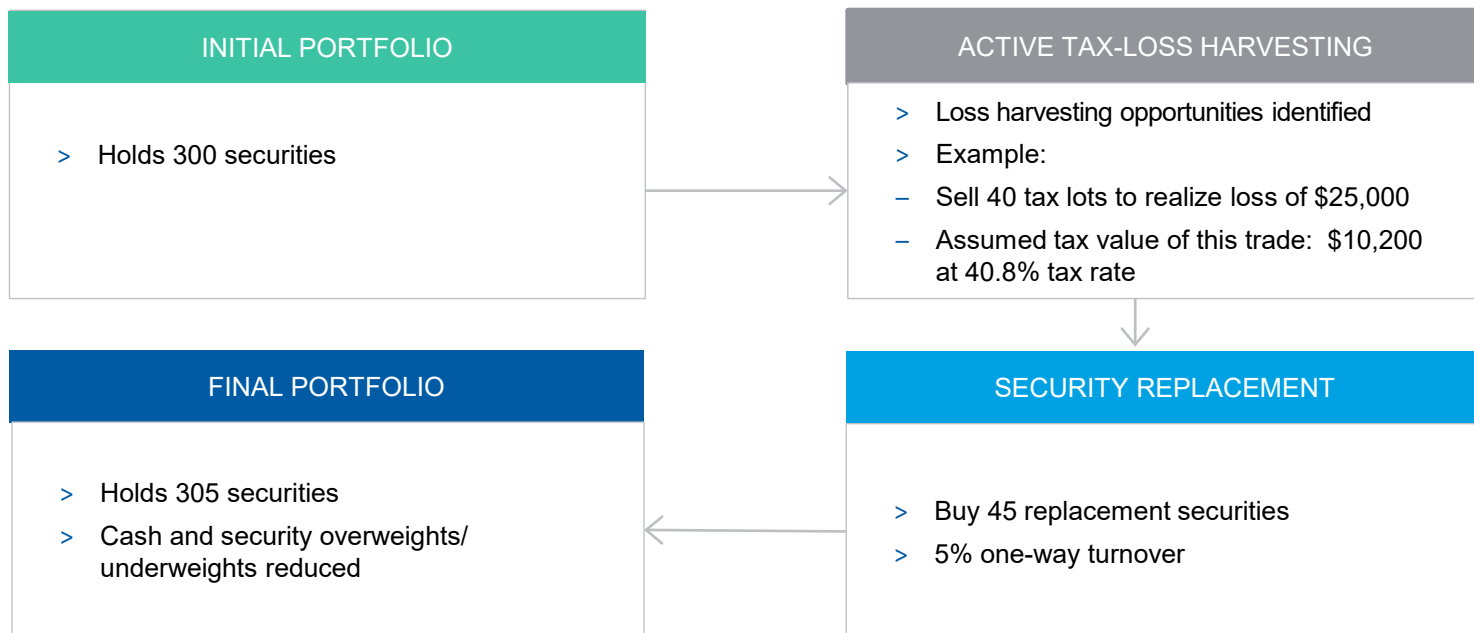 INITIAL PORTFOLIO
> Holds 300 securities
ACTIVE TAX-LOSS HARVESTING
> Loss harvesting opportunities identified
> Example:
– Sell 40 tax lots to realize loss of $25,000
– Assumed tax value of this trade: $10,200
at 40.8% tax rate
SECURITY REPLACEMENT
> Buy 45 replacement securities
> 5% one-way turnover
FINAL PORTFOLIO
> Holds 305 securities
> Cash and security overweights/
underweights reduced